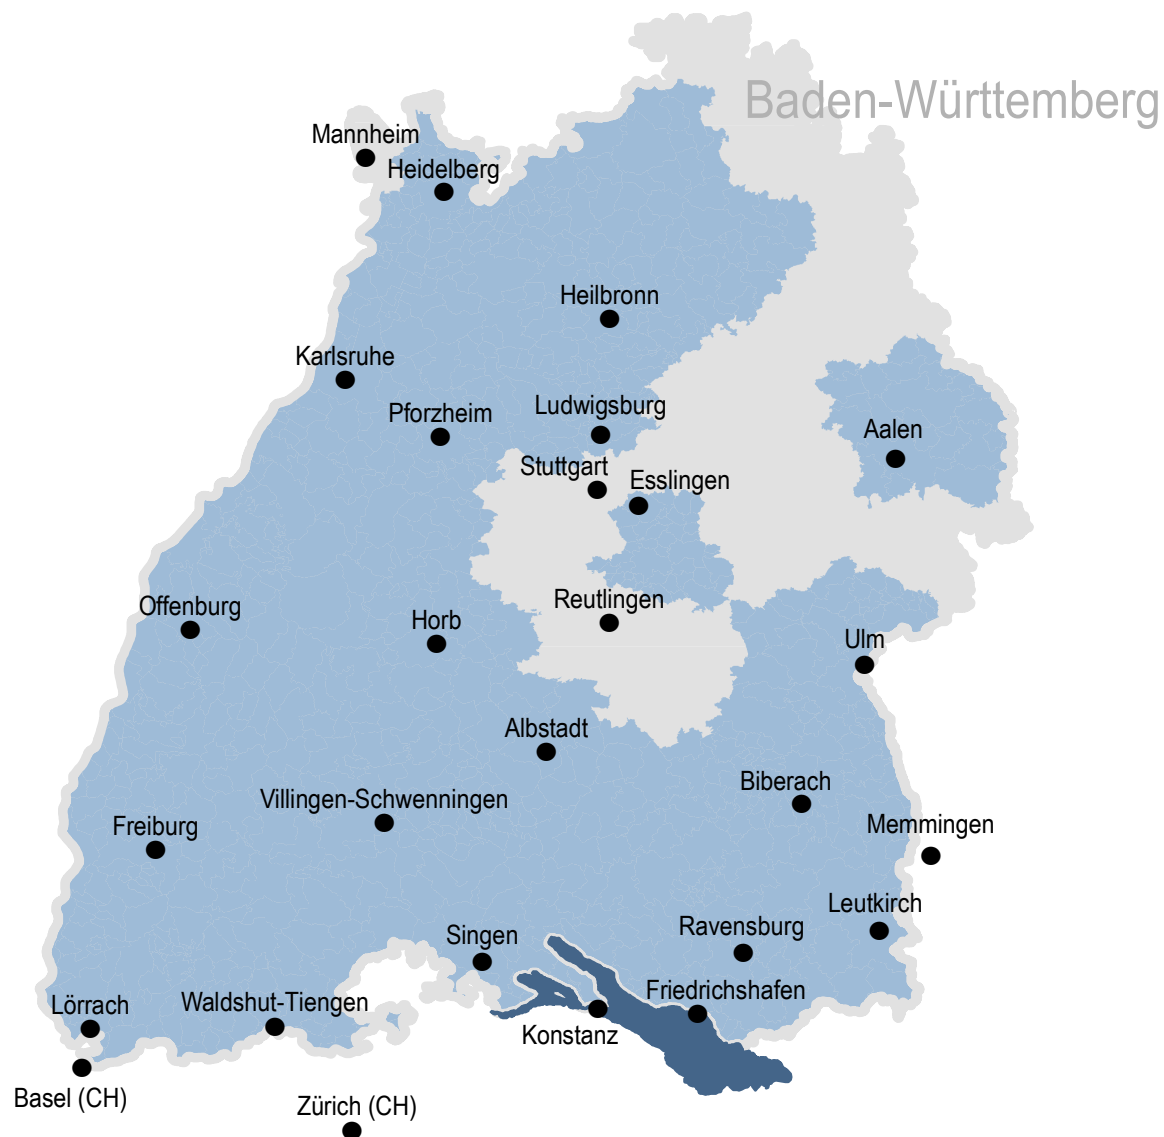 Baden-Württemberg
Mannheim
Heidelberg
Heilbronn
Karlsruhe
Pforzheim
Ludwigsburg
Aalen
Stuttgart
Esslingen
Offenburg
Horb
Reutlingen
Ulm
Albstadt
Biberach
Villingen-Schwenningen
Freiburg
Memmingen
Leutkirch
Singen
Ravensburg
Lörrach
Waldshut-Tiengen
Friedrichshafen
Konstanz
Basel (CH)
Zürich (CH)